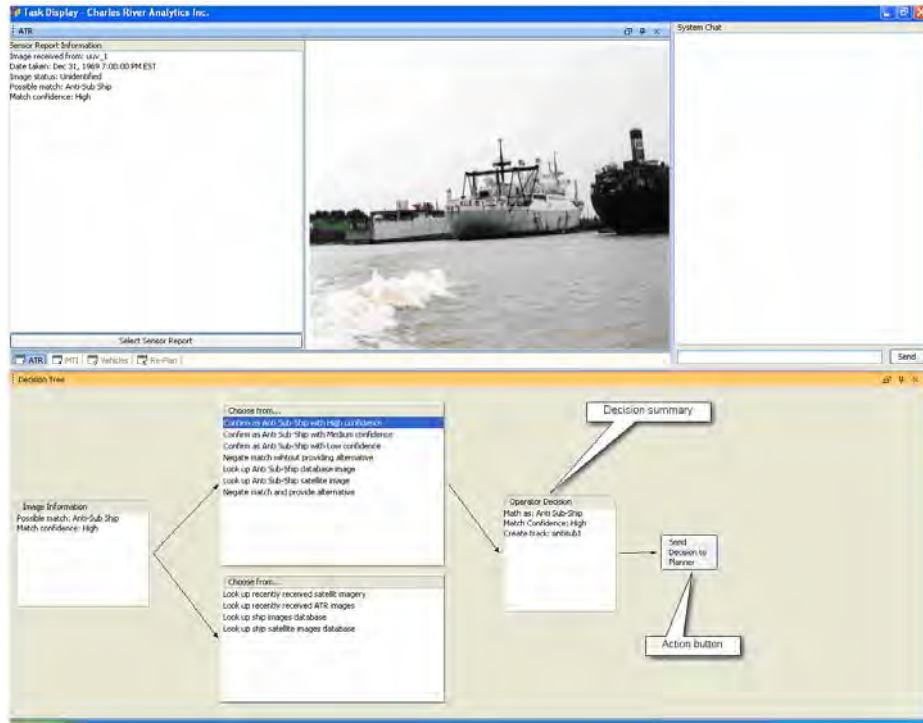 Task Display - Charles River Analytics Inc.
ATR
System Chat
Sensor Report Information
Image received from: uuv_1
Date taken: Dec 31, 1969 7:00:00 PM EST
Image status: Unidentified
Possible match: Anti-Sub Ship
Match confidence: High
Select Sensor Report
ATR MTI Vehicles Re-Plan
Send
Decision Tree
Image Information
Possible match: Anti-Sub Ship
Match confidence: High
Choose from...
Confirm as Anti Sub-Ship with High confidence
Confirm as Anti Sub-Ship with Medium confidence
Confirm as Anti Sub-Ship with Low confidence
Negate match wihtout providing alternative
Look up Anti Sub-Ship database image
Look up Anti Sub-Ship satellite image
Negate match and provide alternative
Choose from...
Look up recently received satellit imagery
Look up recently received ATR images
Look up ship images database
Look up ship satellite images database
Decision summary
Operator Decision
Math as: Anti Sub-Ship
Match Confidence: High
Create track: antisub1
Send
Decision to
Planner
Action button